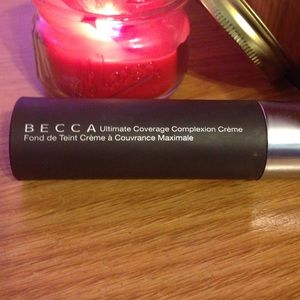 BECCA Ultimate Coverage Complexion Crème
Fond de Teint Crème à Couvrance Maximale